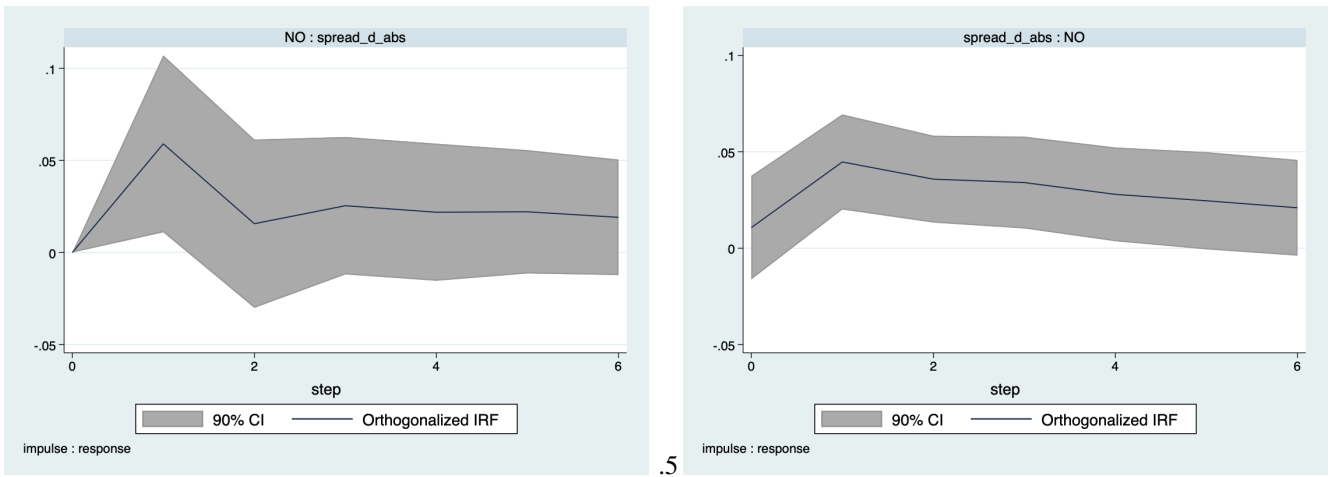 NO : spread_d_abs
.1
.05
0
-.05
0 2 4 6
step
90% CI Orthogonalized IRF
impulse : response
.5
spread_d_abs : NO
.1
.05
0
-.05
0 2 4 6
step
90% CI Orthogonalized IRF
impulse : response